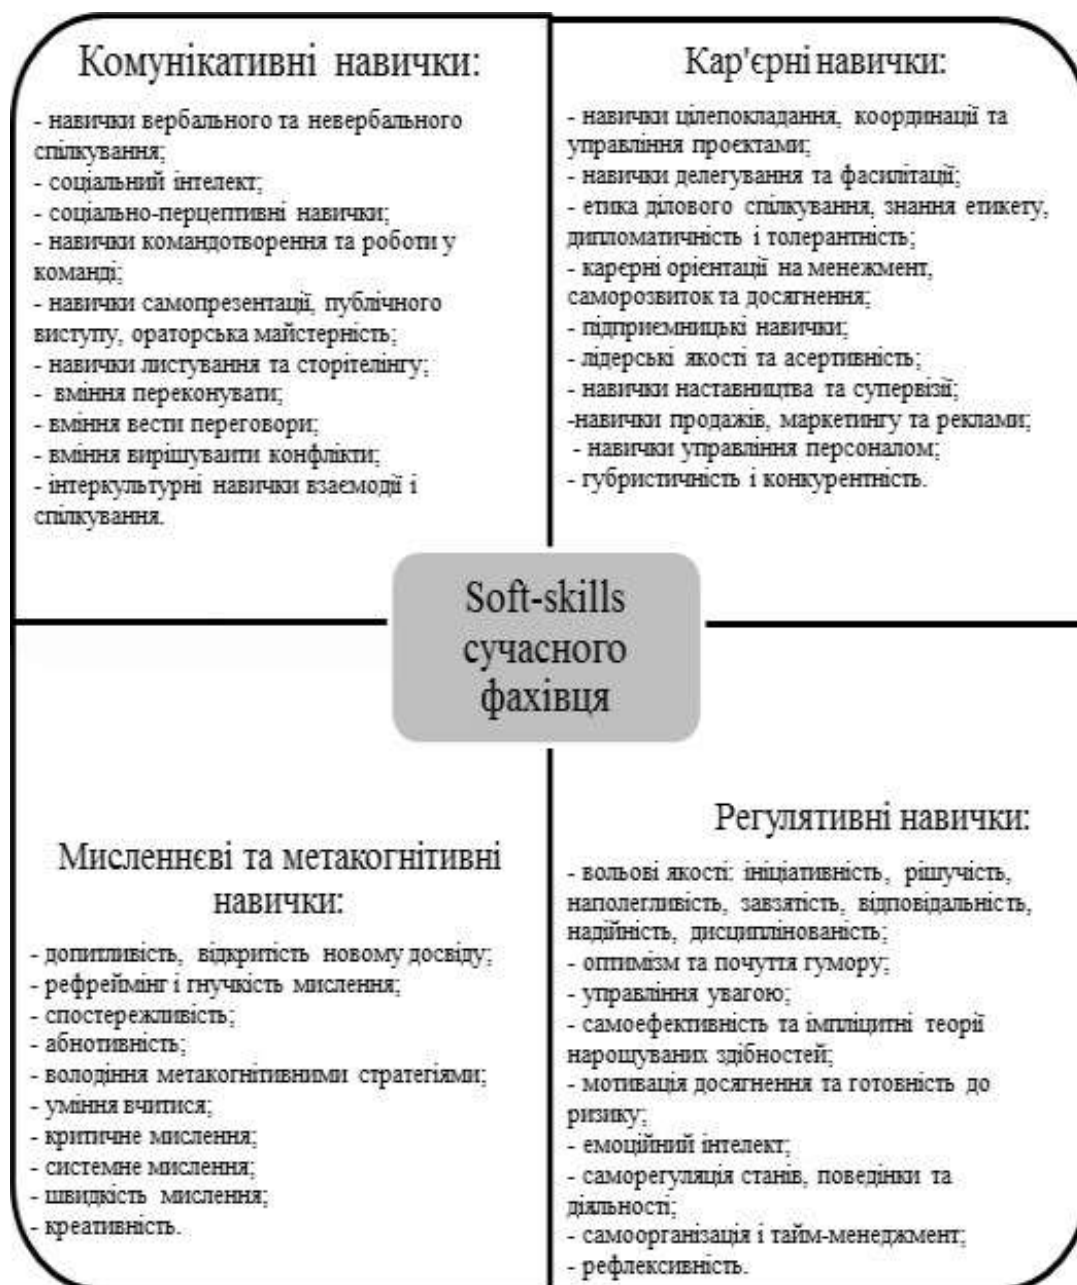 Комунікативні навички:
- навички вербального та невербального
спілкування;
- соціальний інтелект;
- соціально-перцептивні навички;
- навички командотворення та роботи у
команді;
- навички самопрезентації, публічного
виступу, ораторська майстерність;
- навички листування та сторітелінгу;
- вміння переконувати;
- вміння вести переговори;
- вміння вирішуваити конфлікти;
- інтеркультурні навички взаємодії і
спілкування.
Кар'єрні навички:
- навички цілепокладання, координації та
управління проєктами;
- навички делегування та фасилітації;
- етика ділового спілкування, знання етикету,
дипломатичність і толерантність;
- карєрні орієнтації на менежмент,
саморозвиток та досягнення;
- підприємницькі навички;
- лідерські якості та асертивність;
- навички наставництва та супервізії;
-навички продажів, маркетингу та реклами;
- навички управління персоналом;
- губристичність і конкурентність.
Soft-skills
сучасного
фахівця
Мисленнєві та метакогнітивні
навички:
- допитливість, відкритість новому досвіду;
- рефреймінг і гнучкість мислення;
- спостережливість;
- абнотивність;
- володіння метакогнітивними стратегіями;
- уміння вчитися;
- критичне мислення;
- системне мислення;
- швидкість мислення;
- креативність.
Регулятивні навички:
- вольові якості: ініціативність, рішучість,
наполегливість, завзятість, відповідальність,
надійність, дисциплінованість;
- оптимізм та почуття гумору;
- управління увагою;
- самоефективність та імпліцитні теорії
нарощуваних здібностей;
- мотивація досягнення та готовність до
ризику;
- емоційний інтелект;
- саморегуляція станів, поведінки та
діяльності;
- самоорганізація і тайм-менеджмент;
- рефлексивність.